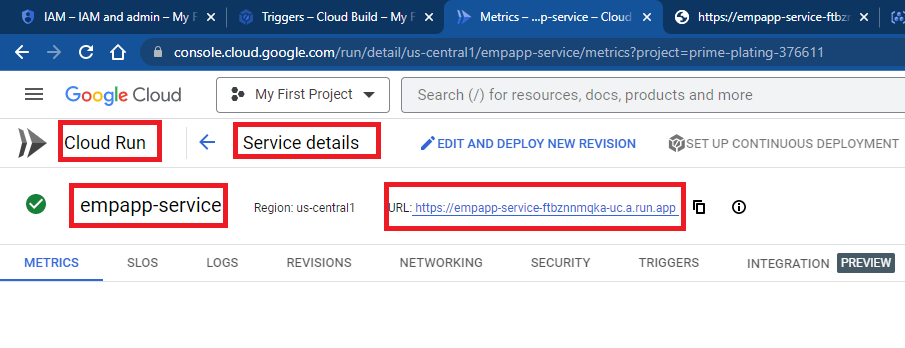 IAM – IAM and admin – My F
Triggers – Cloud Build – My F
Metrics – ...p-service – Cloud
https://empapp-service-ftbzn
console.cloud.google.com/run/detail/us-central1/empapp-service/metrics?project=prime-plating-376611
Google Cloud
My First Project
Search (/) for resources, docs, products and more
Cloud Run
Service details
EDIT AND DEPLOY NEW REVISION
SET UP CONTINUOUS DEPLOYMENT
empapp-service
Region: us-central1
URL: https://empapp-service-ftbznnnmqka-uc.a.run.app
METRICS
SLOS
LOGS
REVISIONS
NETWORKING
SECURITY
TRIGGERS
INTEGRATION
PREVIEW